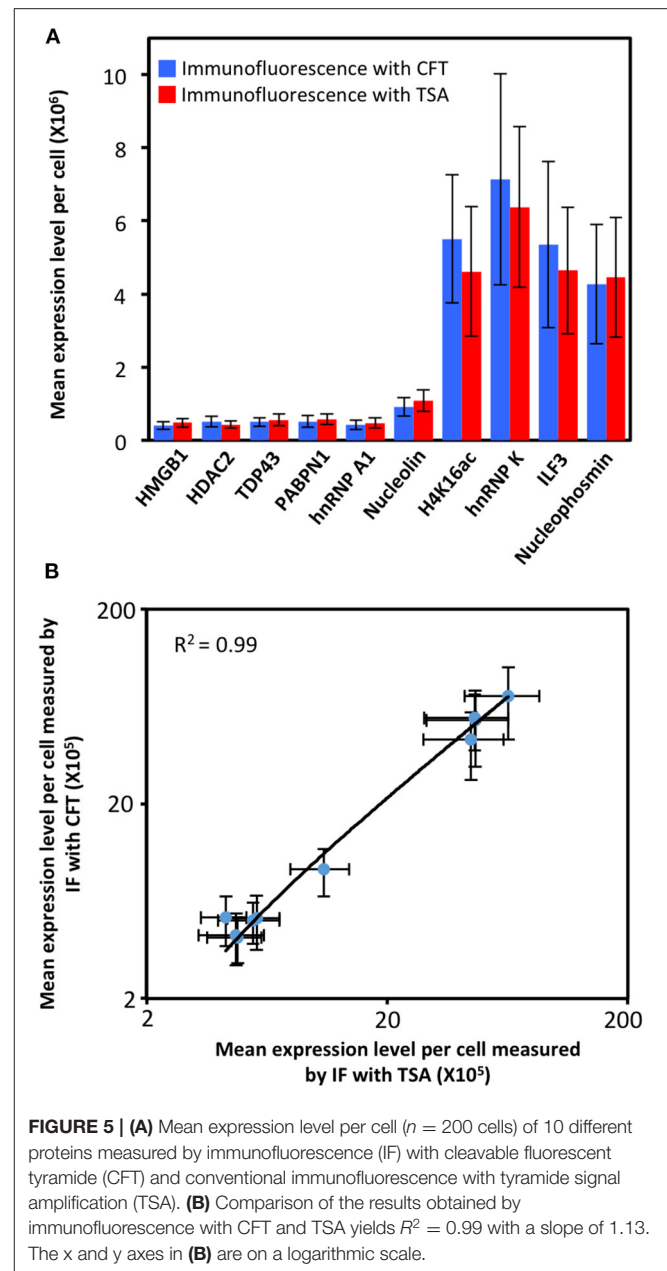 A
Mean expression level per cell (X10⁶)
10
8
6
4
2
0
Immunofluorescence with CFT
Immunofluorescence with TSA
HMGB1
HDAC2
TDP43
PABPN1
hnRNP A1
Nucleolin
H4K16ac
hnRNP K
ILF3
Nucleophosmin
B
Mean expression level per cell measured by
IF with CFT (X10⁵)
200
20
2
R² = 0.99
2
20
200
Mean expression level per cell measured
by IF with TSA (X10⁵)
FIGURE 5 | (A) Mean expression level per cell (n = 200 cells) of 10 different
proteins measured by immunofluorescence (IF) with cleavable fluorescent
tyramide (CFT) and conventional immunofluorescence with tyramide signal
amplification (TSA). (B) Comparison of the results obtained by
immunofluorescence with CFT and TSA yields R² = 0.99 with a slope of 1.13.
The x and y axes in (B) are on a logarithmic scale.